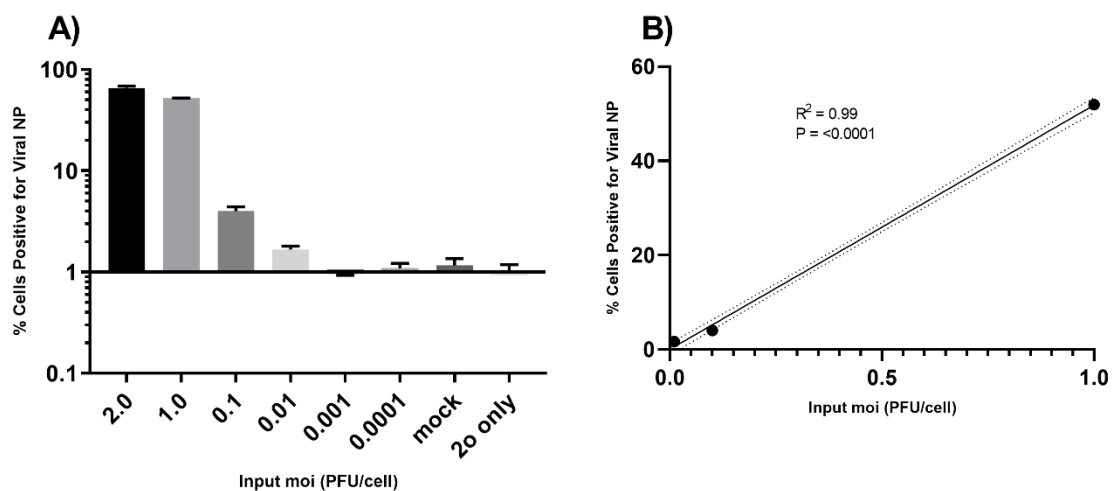 A)
% Cells Positive for Viral NP
100
10
1
0.1
2.0
1.0
0.1
0.01
0.001
0.0001
mock
2o only
Input moi (PFU/cell)
B)
% Cells Positive for Viral NP
60
40
20
0
R² = 0.99
P = <0.0001
0.0
0.5
1.0
Input moi (PFU/cell)